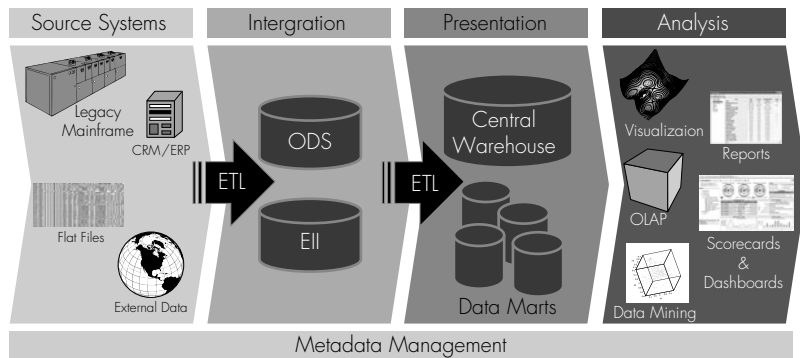 Source Systems
Intergration
Presentation
Analysis
Legacy
Mainframe
CRM/ERP
Flat Files
External Data
ETL
ODS
EII
ETL
Central
Warehouse
Data Marts
Visualizaion
Reports
OLAP
Scorecards
&
Dashboards
Data Mining
Metadata Management